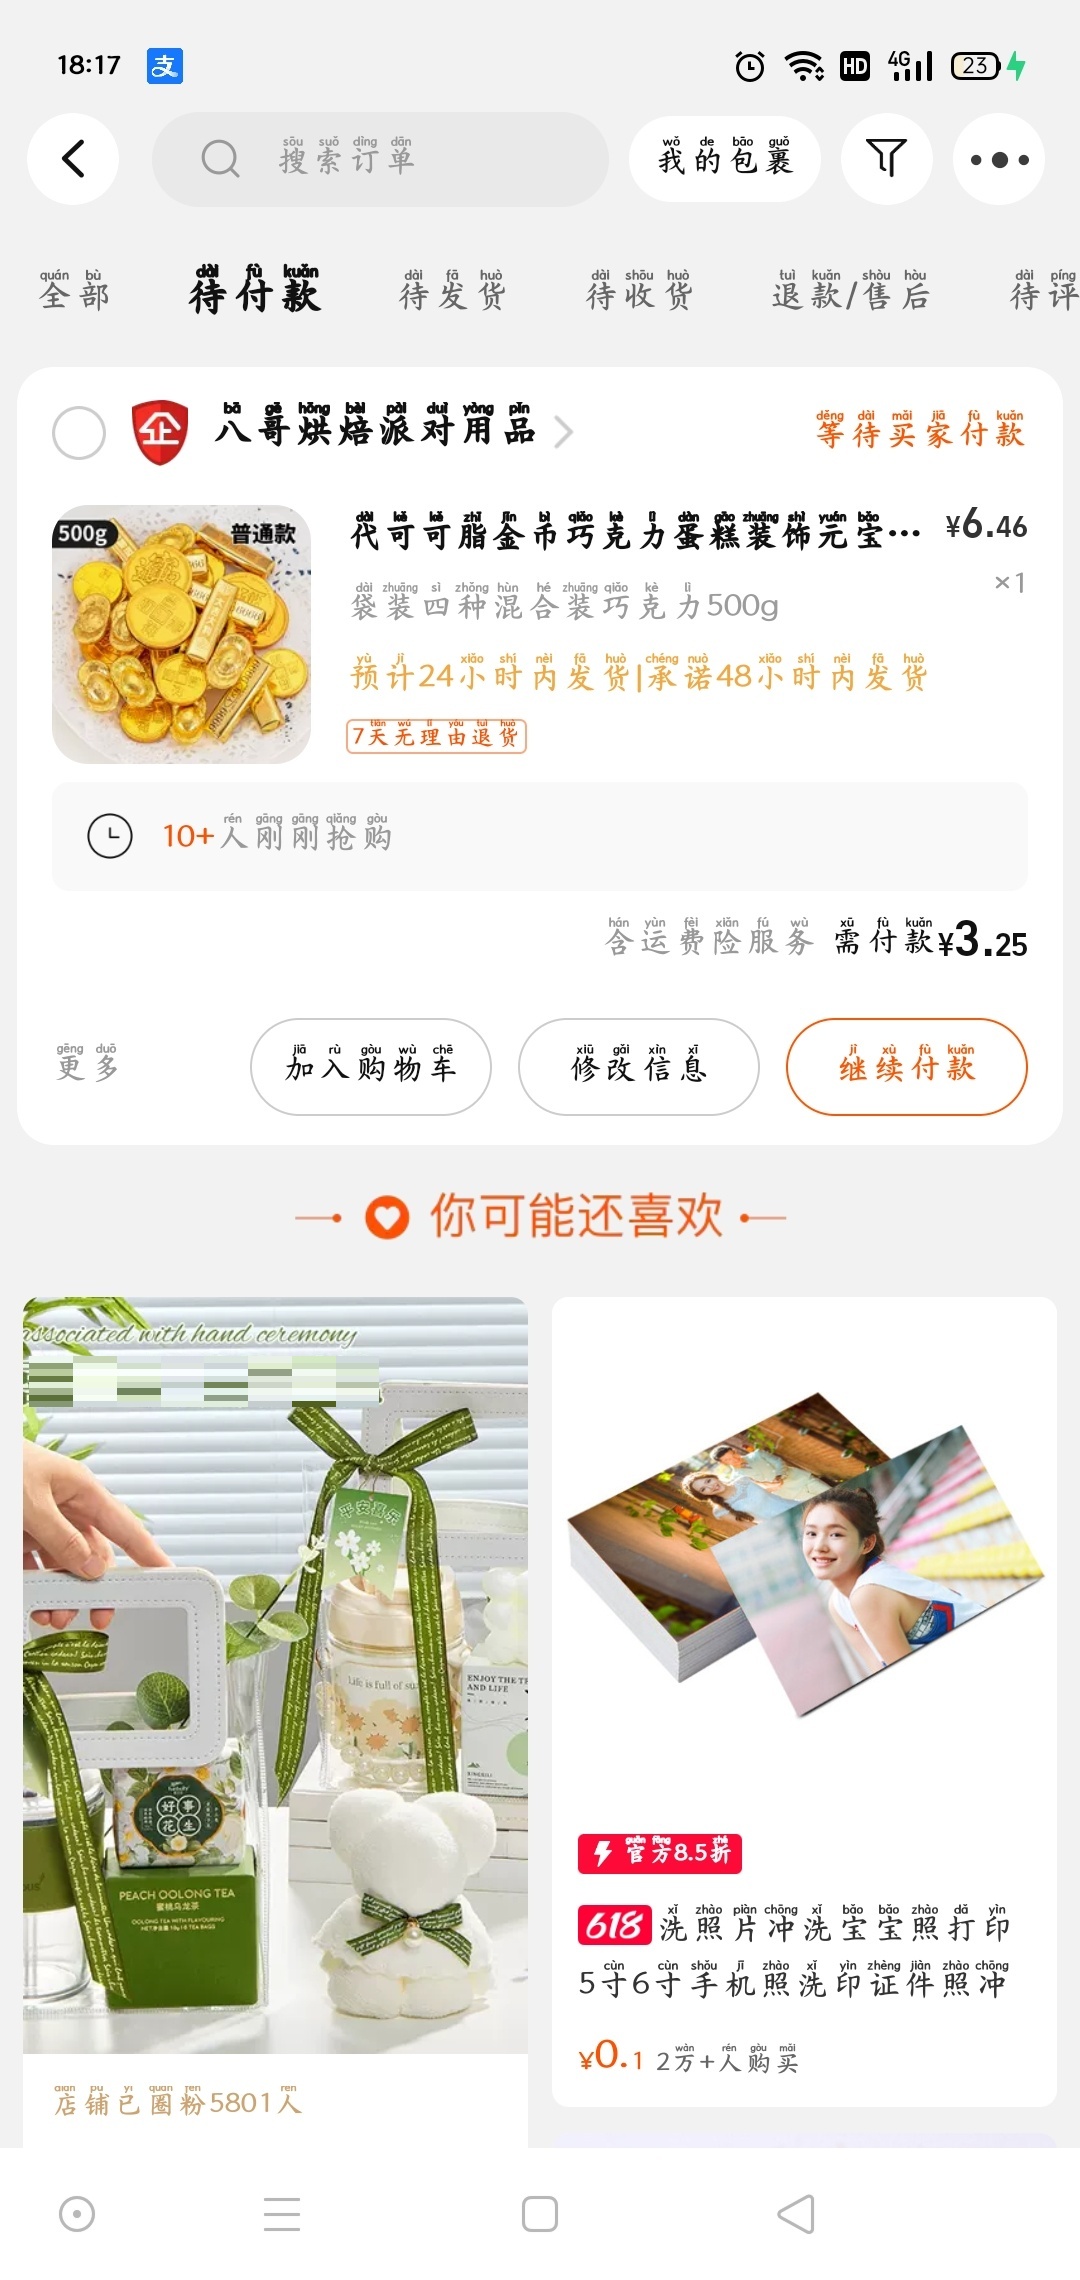 18:17 支 HD 4G 23
搜索订单 我的包裹
全部 待付款 待发货 待收货 退款/售后 待评
企 八哥烘焙派对用品 等待买家付款
500g 普通款
代可可脂金币巧克力蛋糕装饰元宝... ¥6.46
袋装四种混合装巧克力500g ×1
预计24小时内发货|承诺48小时内发货
7天无理由退货
10+人刚刚抢购
含运费险服务 需付款¥3.25
更多 加入购物车 修改信息 继续付款
你可能还喜欢
associated with hand ceremony
平安喜乐
Life is full of
ENJOY THE TE
AND LIFE
好事花生
PEACH OOLONG TEA
蜜桃乌龙茶
OOLONG TEA WITH FLAVOURING
店铺已圈粉5801人
官方8.5折
618 洗照片冲洗宝宝照打印
5寸6寸手机照洗印证件照冲
¥0.1 2万+人购买